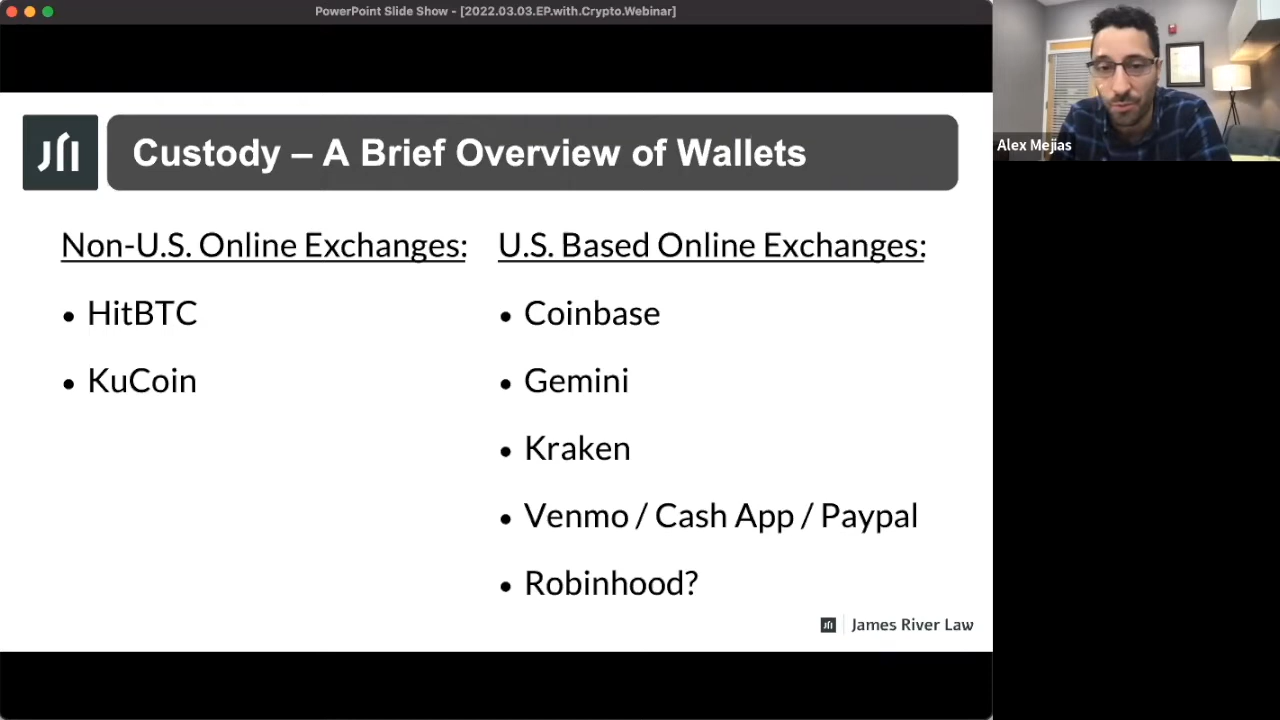 PowerPoint Slide Show - [2022.03.03.EP.with.Crypto.Webinar]
Custody – A Brief Overview of Wallets
Non-U.S. Online Exchanges:
• HitBTC
• KuCoin
U.S. Based Online Exchanges:
• Coinbase
• Gemini
• Kraken
• Venmo / Cash App / Paypal
• Robinhood?
James River Law
Alex Mejias